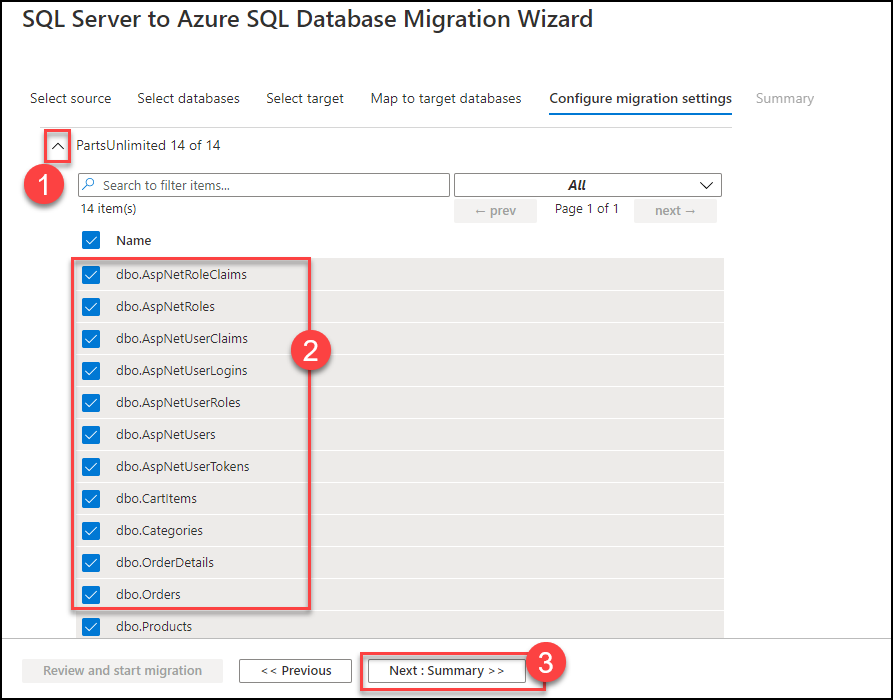 SQL Server to Azure SQL Database Migration Wizard
Select source Select databases Select target Map to target databases Configure migration settings Summary
PartsUnlimited 14 of 14
1
Search to filter items... All
14 item(s) ← prev Page 1 of 1 next →
Name
dbo.AspNetRoleClaims
dbo.AspNetRoles
dbo.AspNetUserClaims
2
dbo.AspNetUserLogins
dbo.AspNetUserRoles
dbo.AspNetUsers
dbo.AspNetUserTokens
dbo.CartItems
dbo.Categories
dbo.OrderDetails
dbo.Orders
dbo.Products
Review and start migration << Previous Next : Summary >> 3